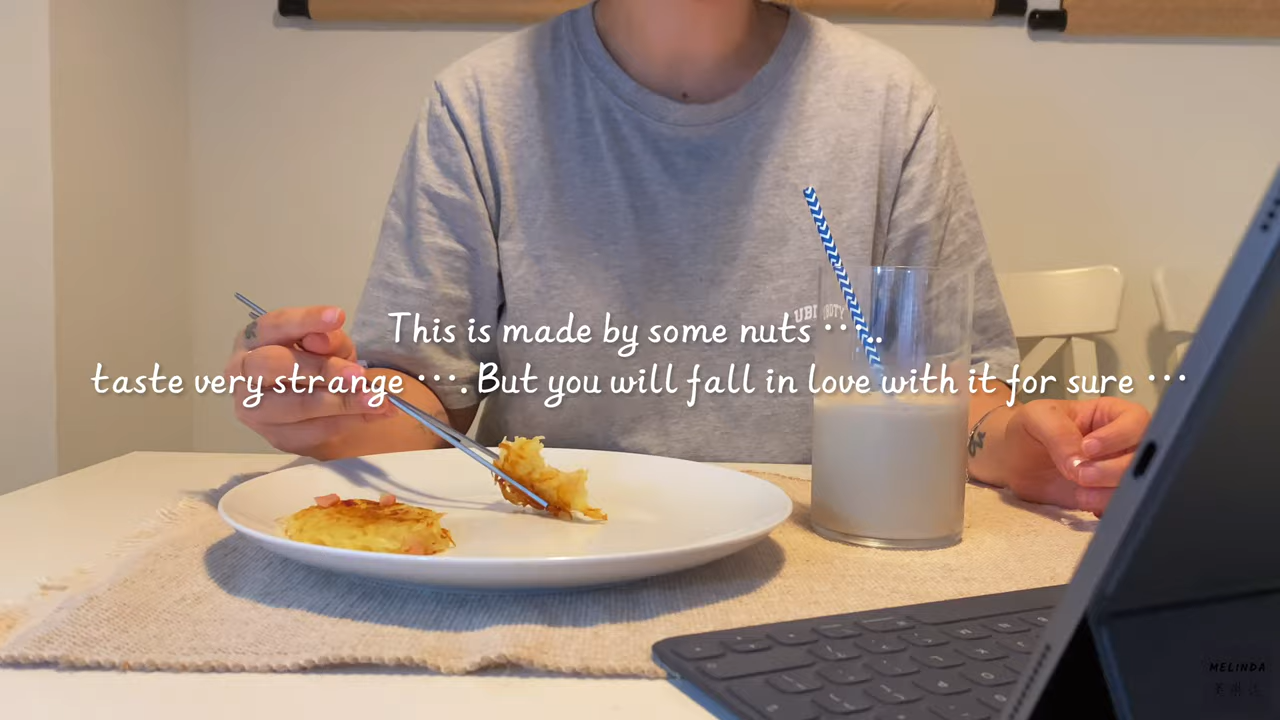 This is made by some nuts ･･･..
taste very strange ･･･. But you will fall in love with it for sure ･･･
MELINDA